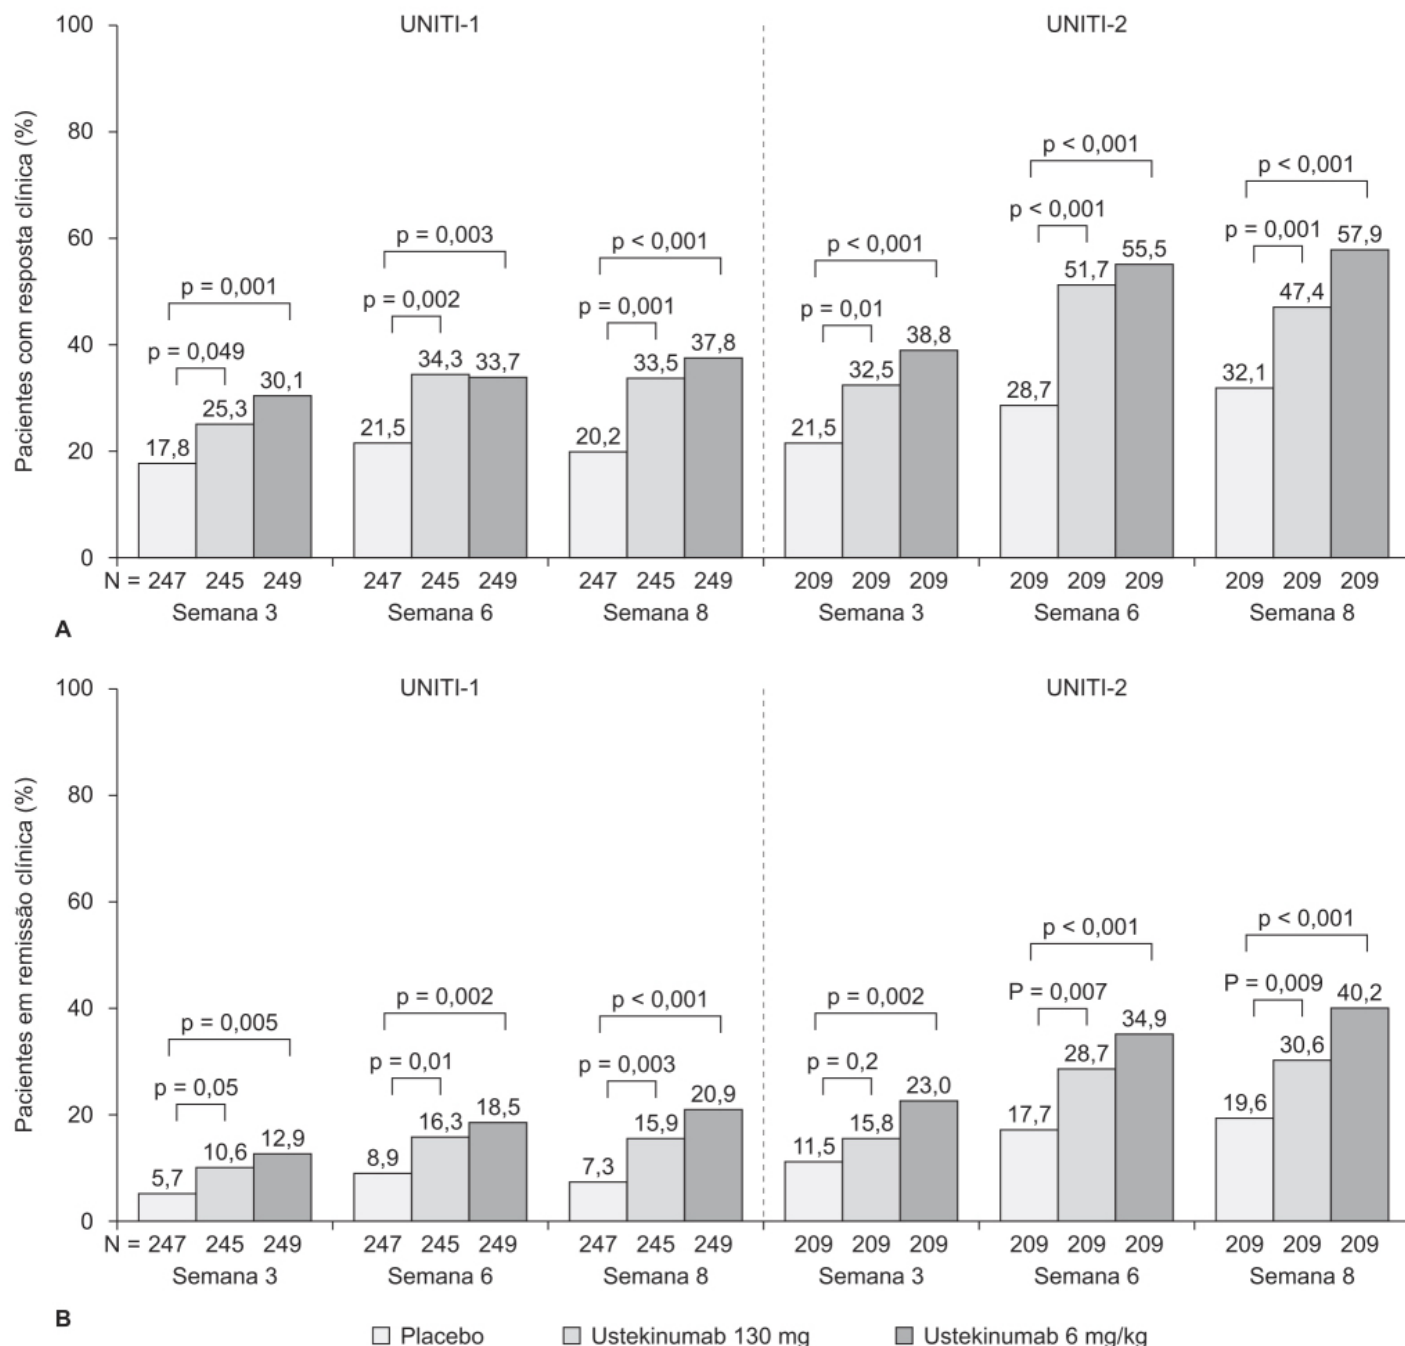 UNITI-1 UNITI-2
Pacientes com resposta clínica (%)
100
80
60
40
20
0
p = 0,001
p = 0,049
17,8 25,3 30,1
p = 0,003
p = 0,002
21,5 34,3 33,7
p < 0,001
p = 0,001
20,2 33,5 37,8
p < 0,001
p = 0,01
21,5 32,5 38,8
p < 0,001
p < 0,001
28,7 51,7 55,5
p < 0,001
p = 0,001
32,1 47,4 57,9
N = 247 245 249 247 245 249 247 245 249 209 209 209 209 209 209 209 209 209
Semana 3 Semana 6 Semana 8 Semana 3 Semana 6 Semana 8
A
UNITI-1 UNITI-2
Pacientes em remissão clínica (%)
100
80
60
40
20
0
p = 0,005
p = 0,05
5,7 10,6 12,9
p = 0,002
p = 0,01
8,9 16,3 18,5
p < 0,001
p = 0,003
7,3 15,9 20,9
p = 0,002
p = 0,2
11,5 15,8 23,0
p < 0,001
P = 0,007
17,7 28,7 34,9
p < 0,001
P = 0,009
19,6 30,6 40,2
N = 247 245 249 247 245 249 247 245 249 209 209 209 209 209 209 209 209 209
Semana 3 Semana 6 Semana 8 Semana 3 Semana 6 Semana 8
B
Placebo Ustekinumab 130 mg Ustekinumab 6 mg/kg